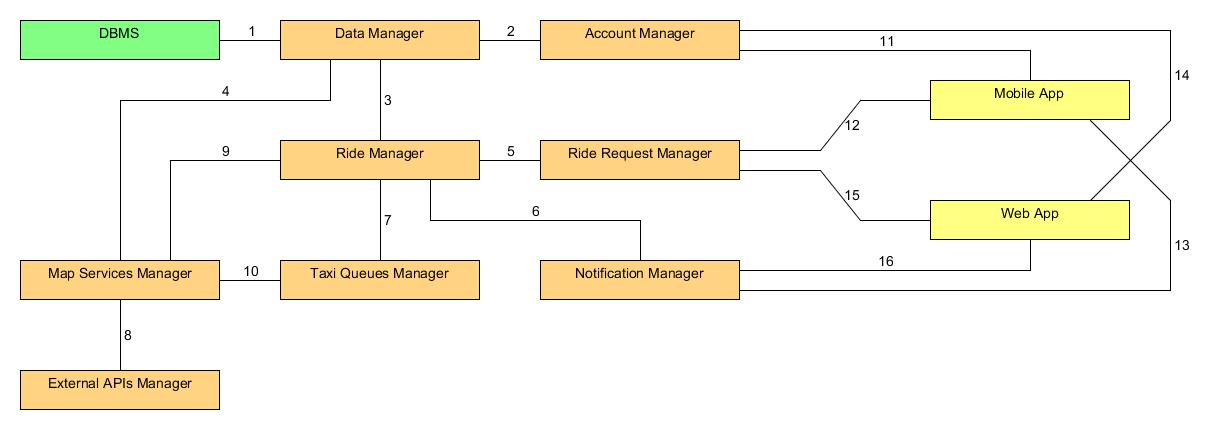 DBMS
1
Data Manager
2
Account Manager
11
14
Mobile App
4
3
12
9
Ride Manager
5
Ride Request Manager
15
Web App
7
6
13
Map Services Manager
10
Taxi Queues Manager
Notification Manager
16
8
External APIs Manager